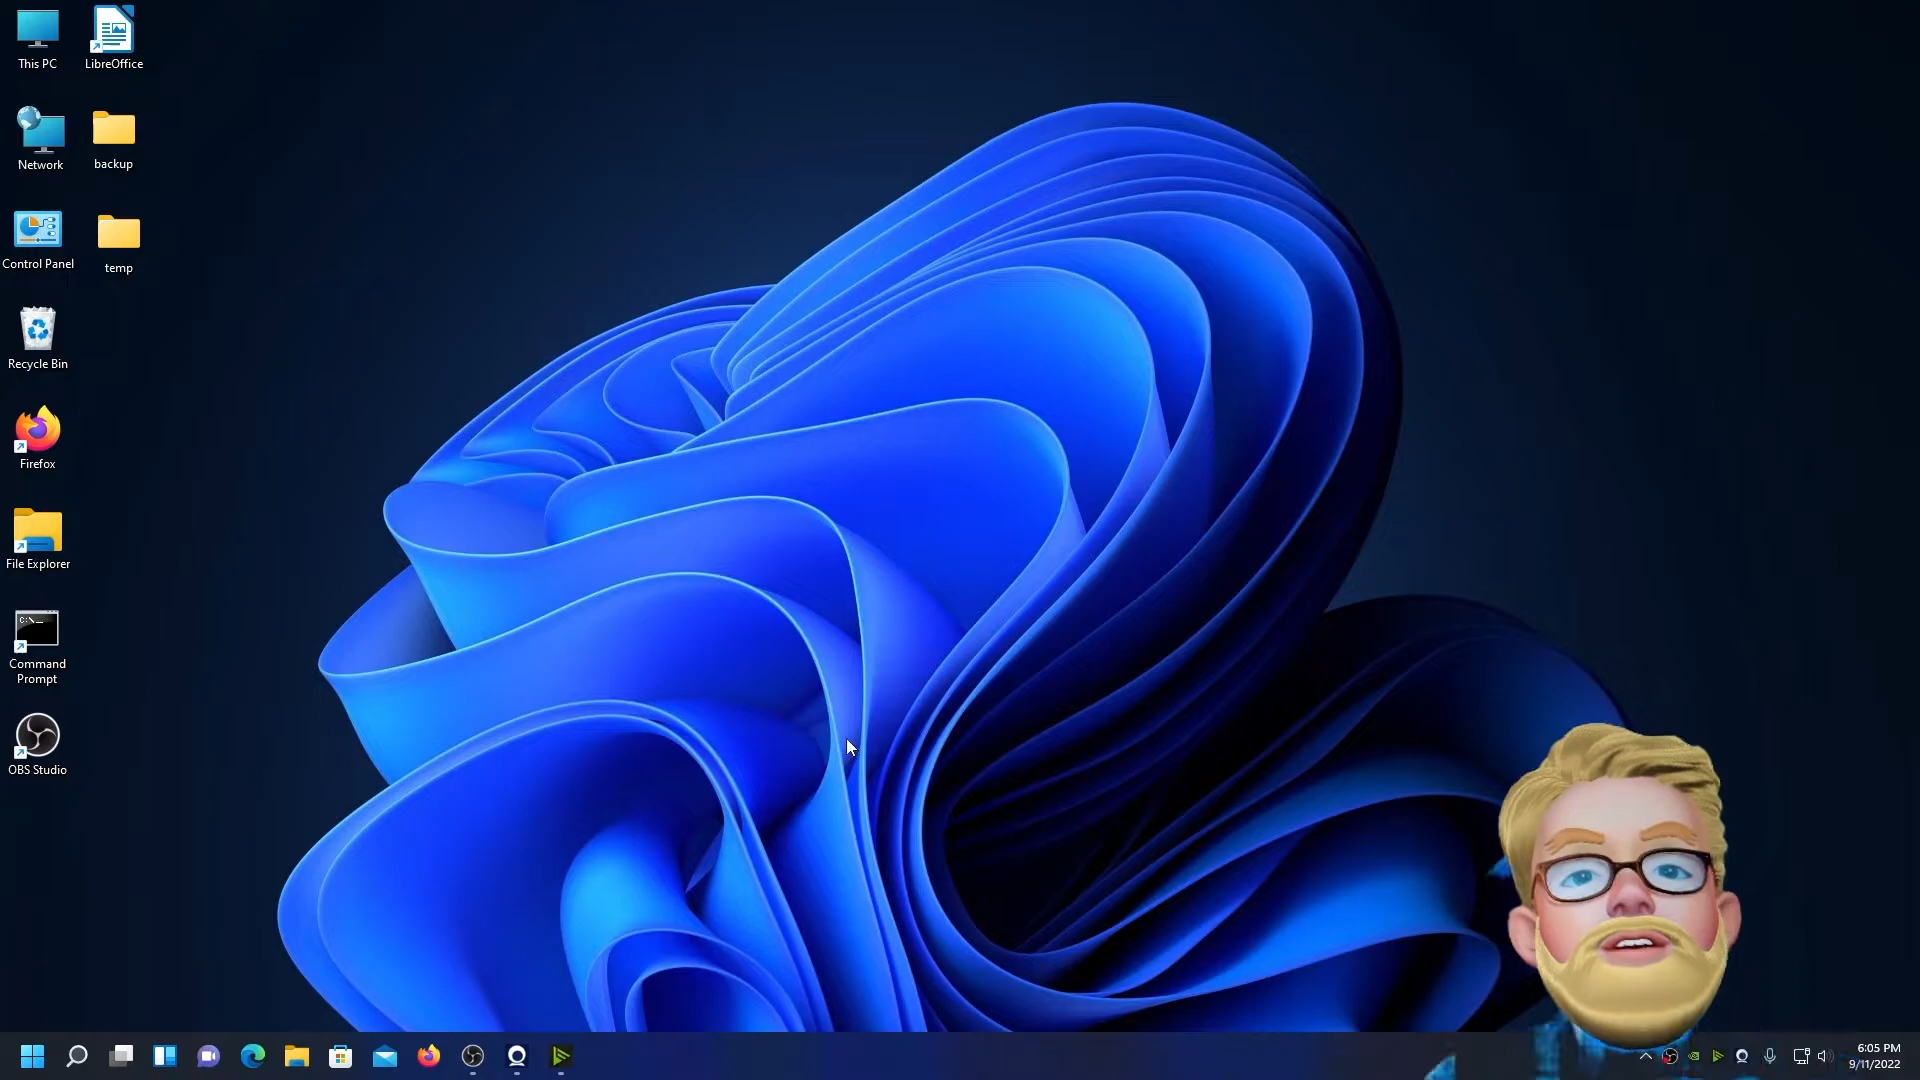 This PC
LibreOffice
Network
backup
Control Panel
temp
Recycle Bin
Firefox
File Explorer
C:\_
Command
Prompt
OBS Studio
6:05 PM
9/11/2022